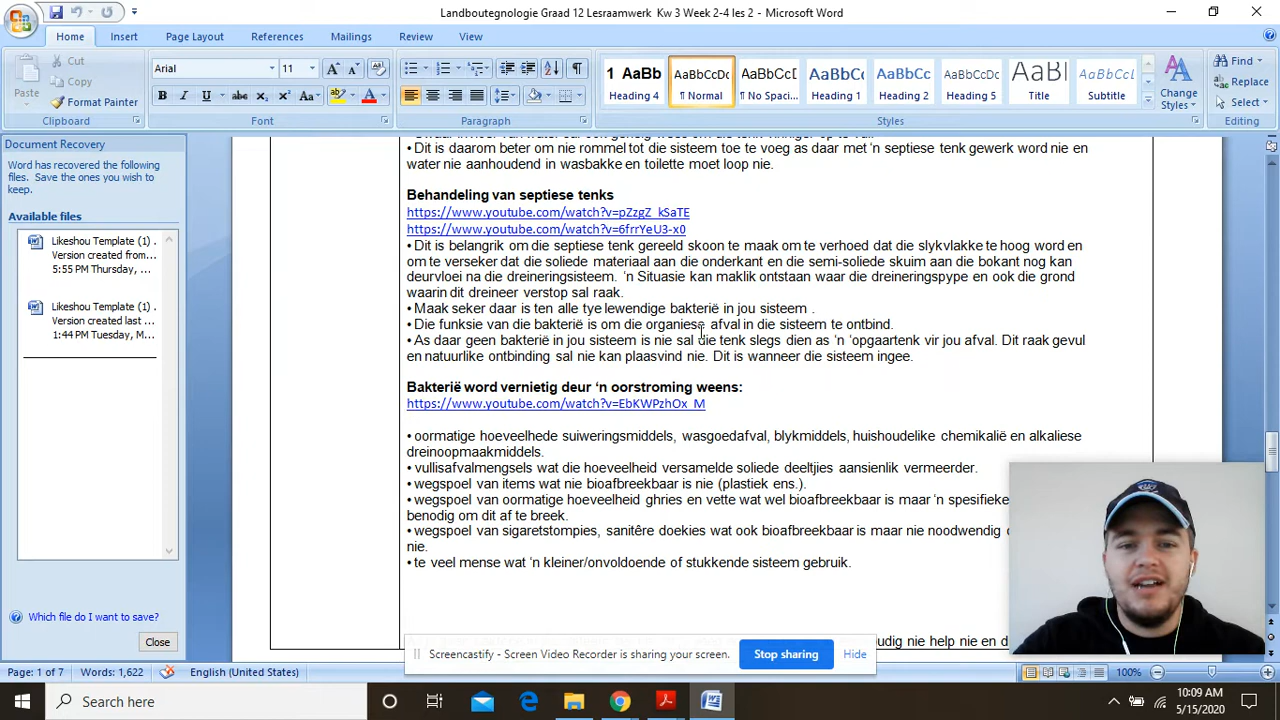 Landboutegnologie Graad 12 Lesraamwerk Kw 3 Week 2-4 les 2 - Microsoft Word
Home Insert Page Layout References Mailings Review View
Cut
Copy
Format Painter
Paste
Clipboard
Arial 11
Font
Paragraph
1 AaBb AaBbCcDc AaBbCcDc AaBbCc AaBbCc AaBbCcDc AaBl AaBbCcDc
Heading 4 ¶ Normal ¶ No Spaci... Heading 1 Heading 2 Heading 5 Title Subtitle
Change Styles
Styles
Find
Replace
Select
Editing
Document Recovery
Word has recovered the following
files. Save the ones you wish to
keep.
Available files
Likeshou Template (1) .
Version created from...
5:55 PM Thursday, ...
Likeshou Template (1) .
Version created last ...
1:44 PM Tuesday, M...
Which file do I want to save?
Close
• Dit is daarom beter om nie rommel tot die sisteem toe te voeg as daar met ‘n septiese tenk gewerk word nie en
water nie aanhoudend in wasbakke en toilette moet loop nie.
Behandeling van septiese tenks
https://www.youtube.com/watch?v=pZzgZ_kSaTE
https://www.youtube.com/watch?v=6frrYeU3-x0
• Dit is belangrik om die septiese tenk gereeld skoon te maak om te verhoed dat die slykvlakke te hoog word en
om te verseker dat die soliede materiaal aan die onderkant en die semi-soliede skuim aan die bokant nog kan
deurvloei na die dreineringsisteem. ‘n Situasie kan maklik ontstaan waar die dreineringspype en ook die grond
waarin dit dreineer verstop sal raak.
• Maak seker daar is ten alle tye lewendige bakterië in jou sisteem .
• Die funksie van die bakterië is om die organiese afval in die sisteem te ontbind.
• As daar geen bakterië in jou sisteem is nie sal die tenk slegs dien as ‘n ‘opgaartenk vir jou afval. Dit raak gevul
en natuurlike ontbinding sal nie kan plaasvind nie. Dit is wanneer die sisteem ingee.
Bakterië word vernietig deur ‘n oorstroming weens:
https://www.youtube.com/watch?v=EbKWPzhOx_M
• oormatige hoeveelhede suiweringsmiddels, wasgoedafval, blykmiddels, huishoudelike chemikalië en alkaliese
dreinoopmaakmiddels.
• vullisafvalmengsels wat die hoeveelheid versamelde soliede deeltjies aansienlik vermeerder.
• wegspoel van items wat nie bioafbreekbaar is nie (plastiek ens.).
• wegspoel van oormatige hoeveelheid ghries en vette wat wel bioafbreekbaar is maar ‘n spesifieke
benodig om dit af te breek.
• wegspoel van sigaretstompies, sanitêre doekies wat ook bioafbreekbaar is maar nie noodwendig
nie.
• te veel mense wat ‘n kleiner/onvoldoende of stukkende sisteem gebruik.
Screencastify - Screen Video Recorder is sharing your screen. Stop sharing Hide
nie help nie en d
Page: 1 of 7 Words: 1,622 English (United States) 100%
Search here
10:09 AM
5/15/2020